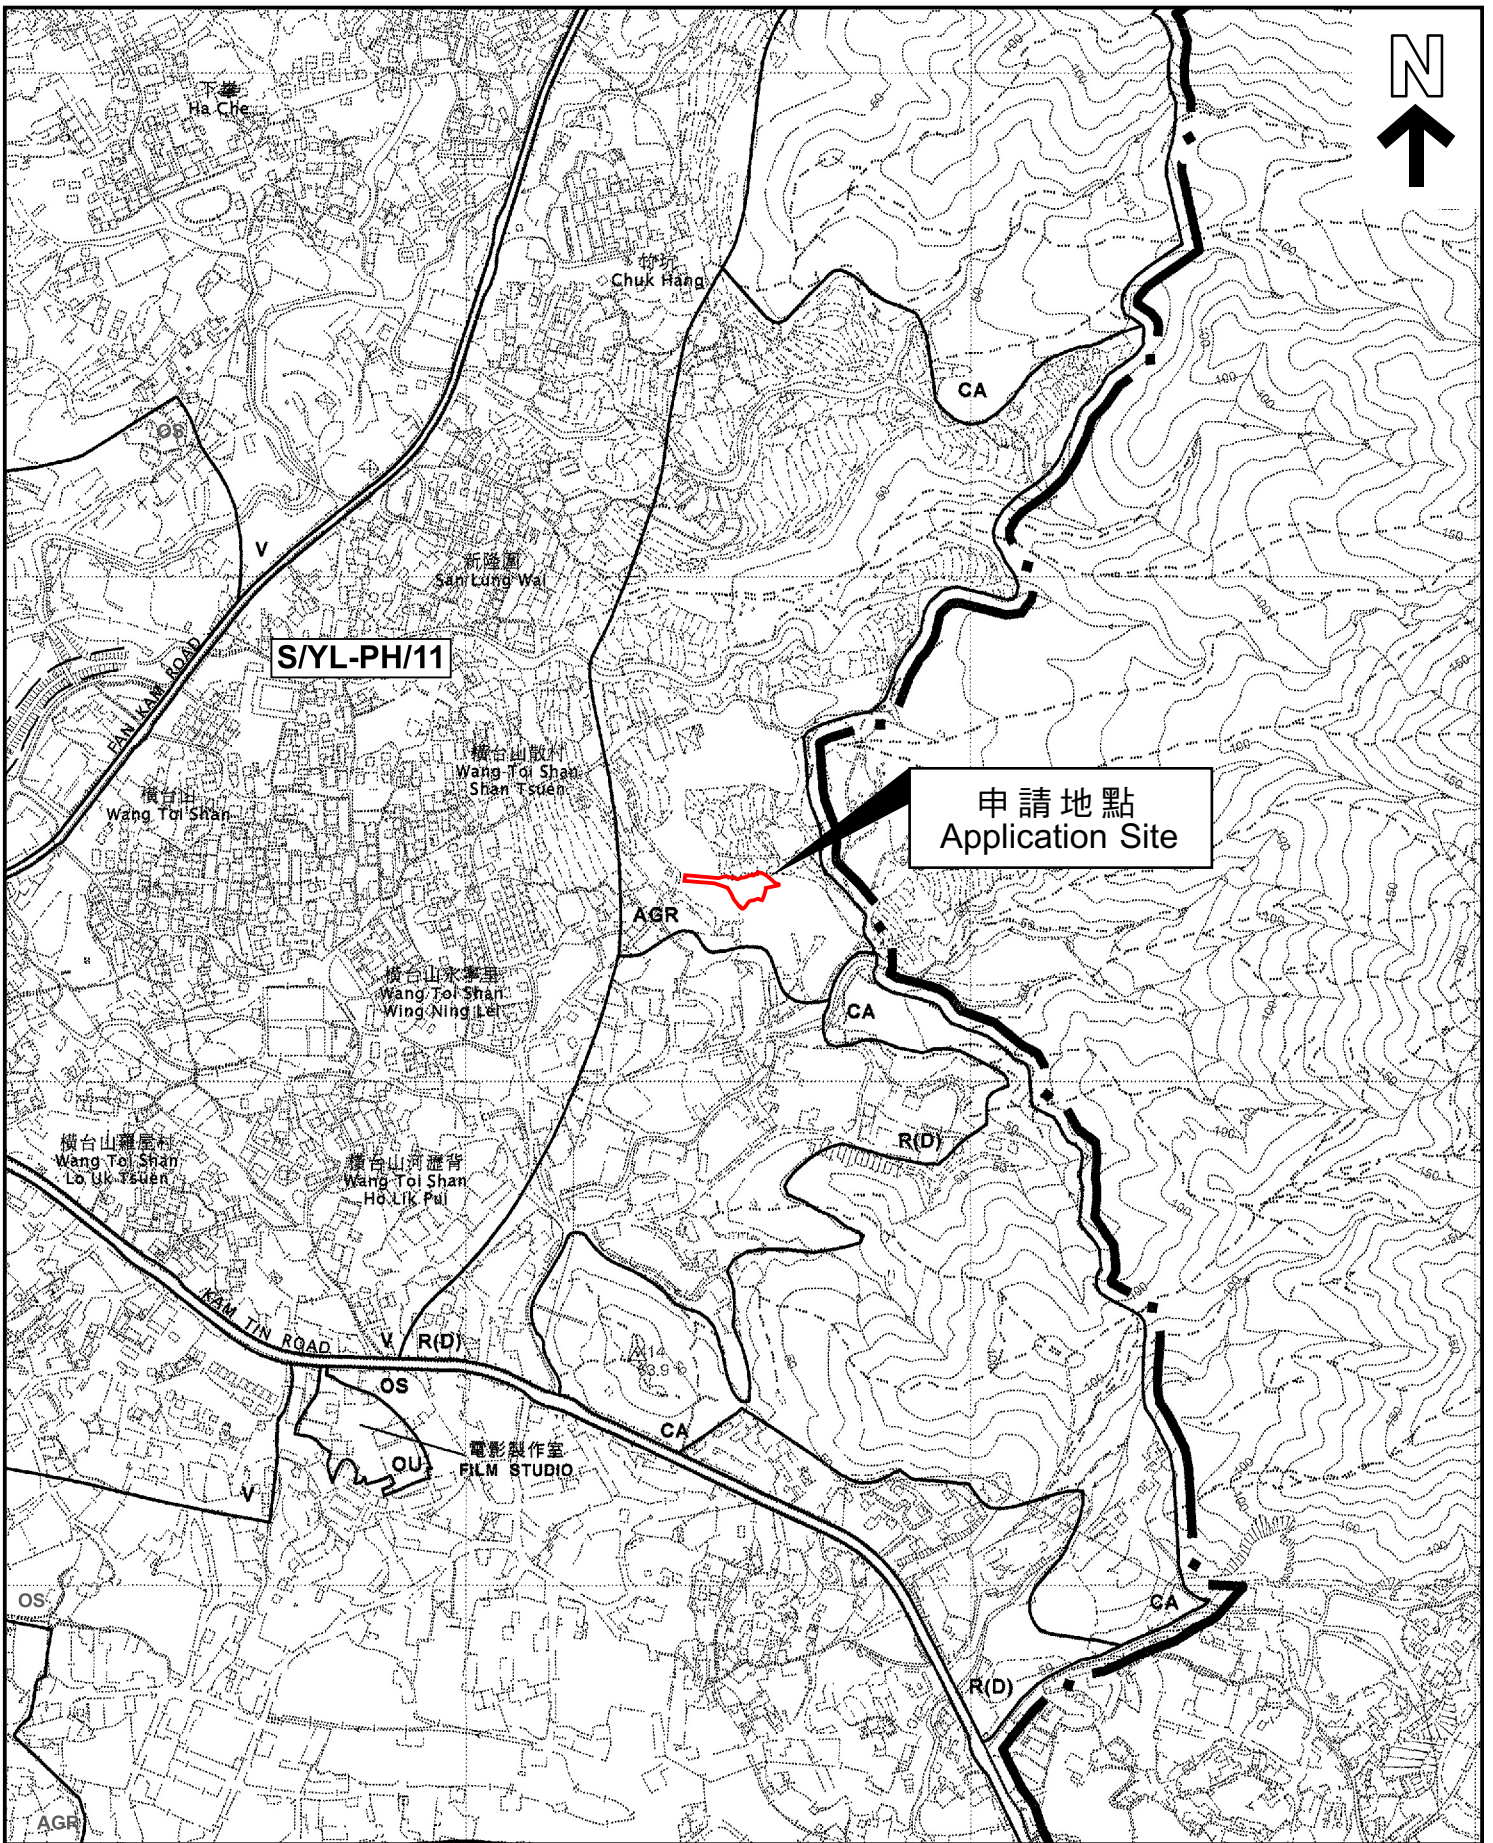 N
下輋
Ha Che
竹坑
Chuk Hang
CA
OS
V
新隆圍
San Lung Wai
S/YL-PH/11
FAN KAM ROAD
橫台山散村
Wang Toi Shan
Shan Tsuen
橫台山
Wang Toi Shan
申請地點
Application Site
AGR
橫台山永寧里
Wang Toi Shan
Wing Ning Lei
CA
橫台山羅屋村
Wang Toi Shan
Lo Uk Tsuen
橫台山河瀝背
Wang Toi Shan
Ho Lik Pui
R(D)
KAM TIN ROAD
V
R(D)
OS
CA
電影製作室
FILM STUDIO
OU
V
OS
CA
R(D)
AGR